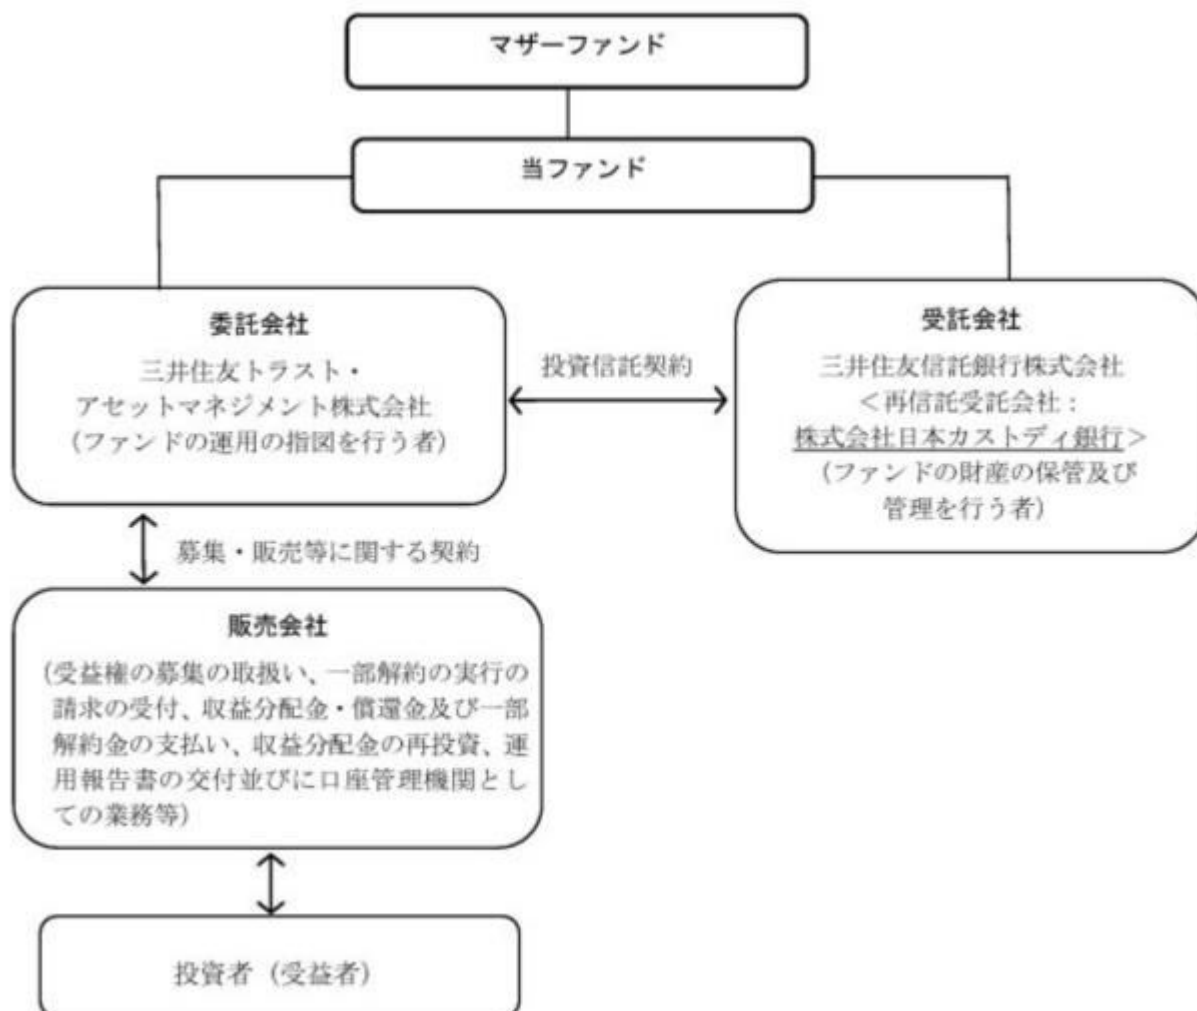 マザーファンド
当ファンド
委託会社
三井住友トラスト・
アセットマネジメント株式会社
(ファンドの運用の指図を行う者)
投資信託契約
受託会社
三井住友信託銀行株式会社
<再信託受託会社:
株式会社日本カストディ銀行>
(ファンドの財産の保管及び
管理を行う者)
募集・販売等に関する契約
販売会社
(受益権の募集の取扱い、一部解約の実行の
請求の受付、収益分配金・償還金及び一部
解約金の支払い、収益分配金の再投資、運
用報告書の交付並びに口座管理機関とし
ての業務等)
投資者(受益者)